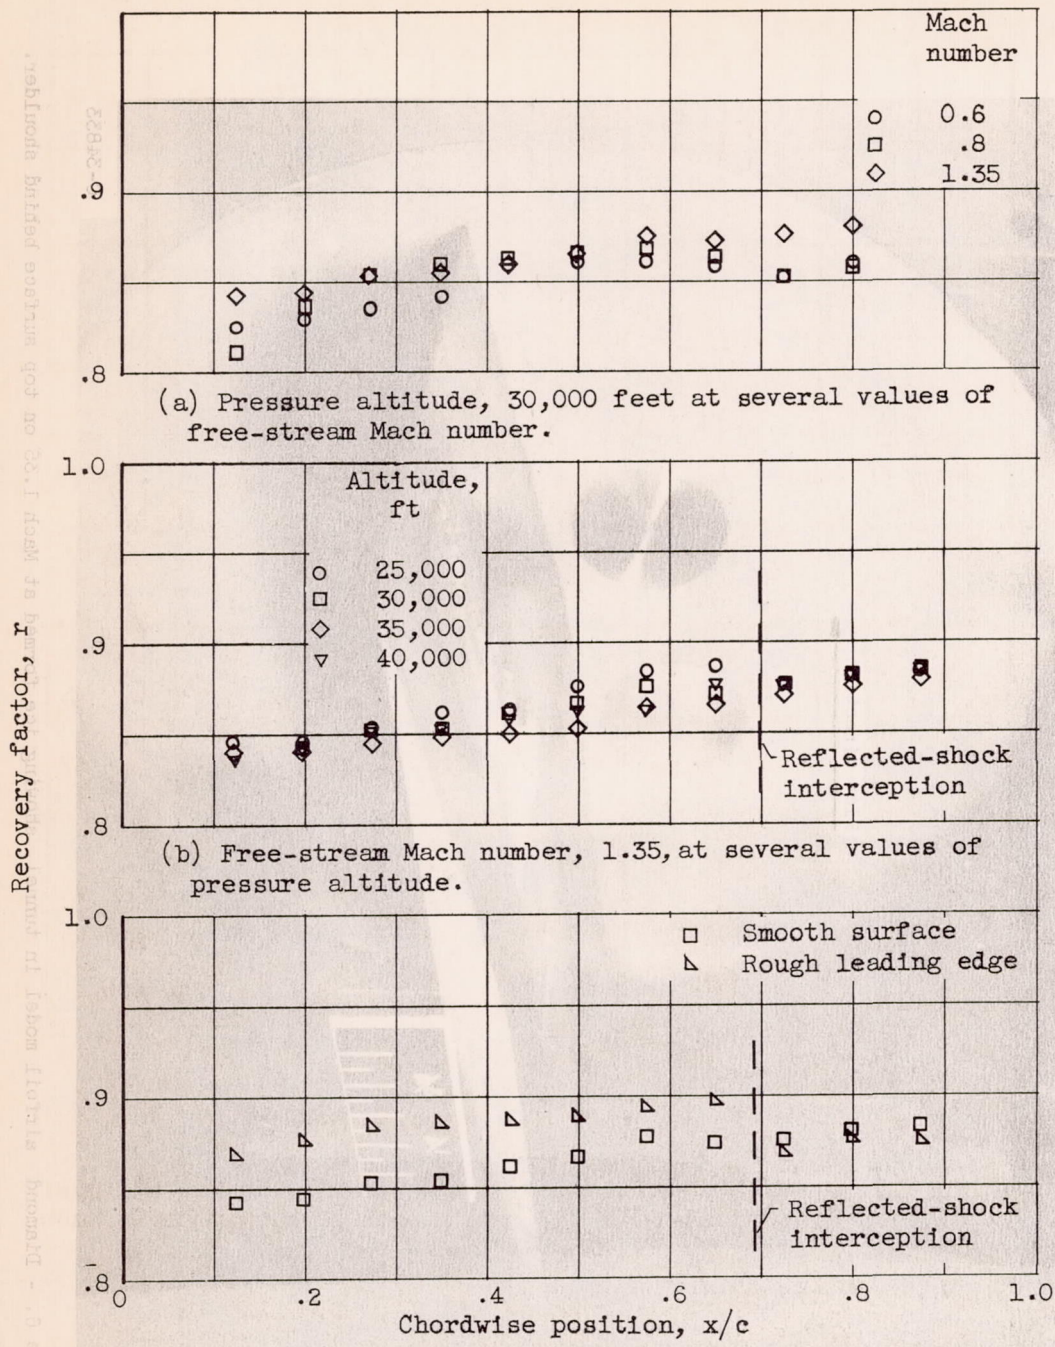 Mach
number
0.6
.8
1.35
.9
.8
(a) Pressure altitude, 30,000 feet at several values of
free-stream Mach number.
1.0
Altitude,
ft
25,000
30,000
35,000
40,000
.9
Reflected-shock
interception
.8
(b) Free-stream Mach number, 1.35, at several values of
pressure altitude.
Recovery factor, r
1.0
Smooth surface
Rough leading edge
.9
Reflected-shock
interception
.8
0 .2 .4 .6 .8 1.0
Chordwise position, x/c